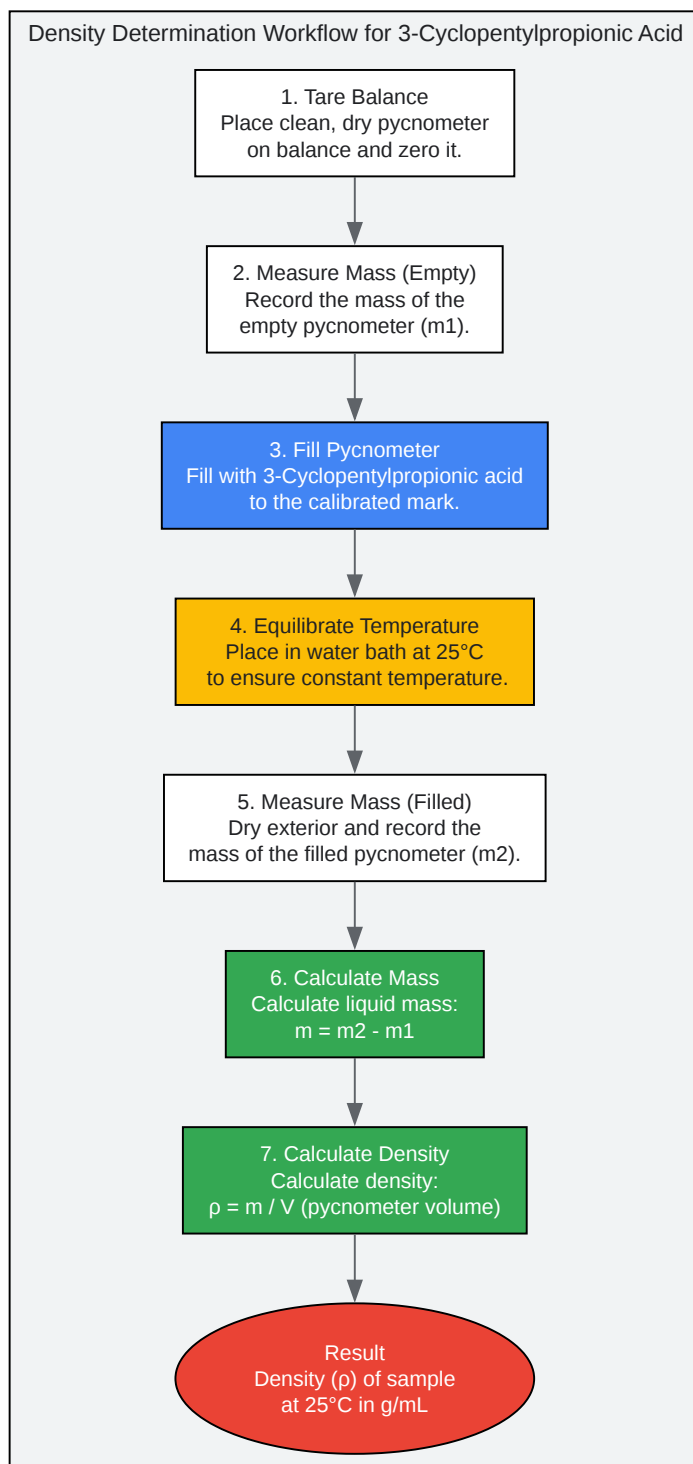 Density Determination Workflow for 3-Cyclopentylpropionic Acid
1. Tare Balance
Place clean, dry pycnometer
on balance and zero it.
2. Measure Mass (Empty)
Record the mass of the
empty pycnometer (m1).
3. Fill Pycnometer
Fill with 3-Cyclopentylpropionic acid
to the calibrated mark.
4. Equilibrate Temperature
Place in water bath at 25°C
to ensure constant temperature.
5. Measure Mass (Filled)
Dry exterior and record the
mass of the filled pycnometer (m2).
6. Calculate Mass
Calculate liquid mass:
m = m2 - m1
7. Calculate Density
Calculate density:
ρ = m / V (pycnometer volume)
Result
Density (ρ) of sample
at 25°C in g/mL